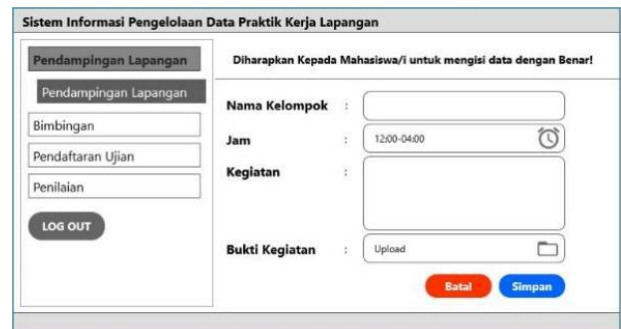 Sistem Informasi Pengelolaan Data Praktik Kerja Lapangan
Pendampingan Lapangan
Pendampingan Lapangan
Bimbingan
Pendaftaran Ujian
Penilaian
LOG OUT
Diharapkan Kepada Mahasiswa/i untuk mengisi data dengan Benar!
Nama Kelompok :
Jam : 12:00-04:00
Kegiatan :
Bukti Kegiatan : Upload
Batal Simpan